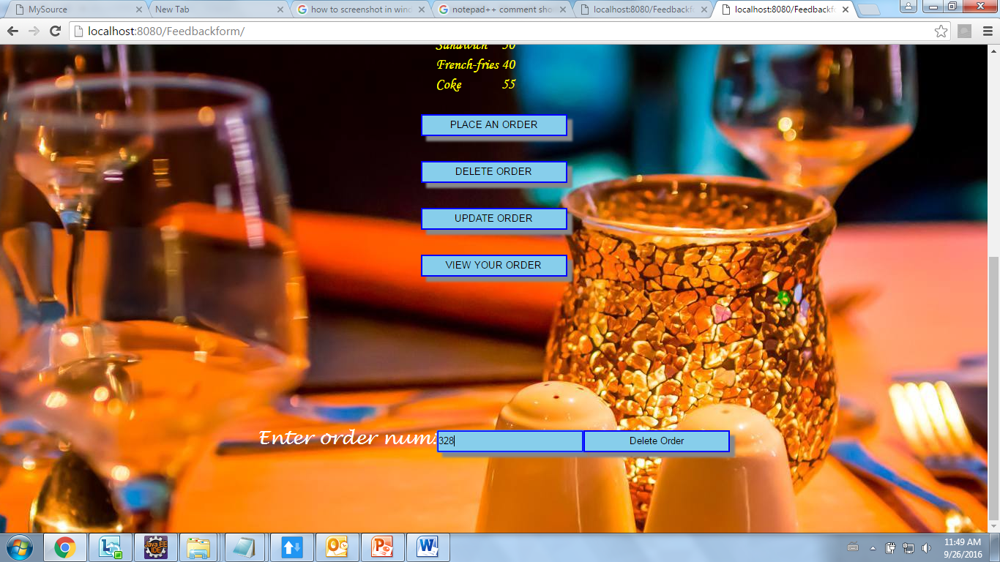 MySource
New Tab
how to screenshot in wind
notepad++ comment sho
localhost:8080/Feedbackf
localhost:8080/Feedbackfo
localhost:8080/Feedbackform/
Sandwich 50
French-fries 40
Coke 55
PLACE AN ORDER
DELETE ORDER
UPDATE ORDER
VIEW YOUR ORDER
Enter order num: 328 Delete Order
Java EE
IDE
11:49 AM
9/26/2016